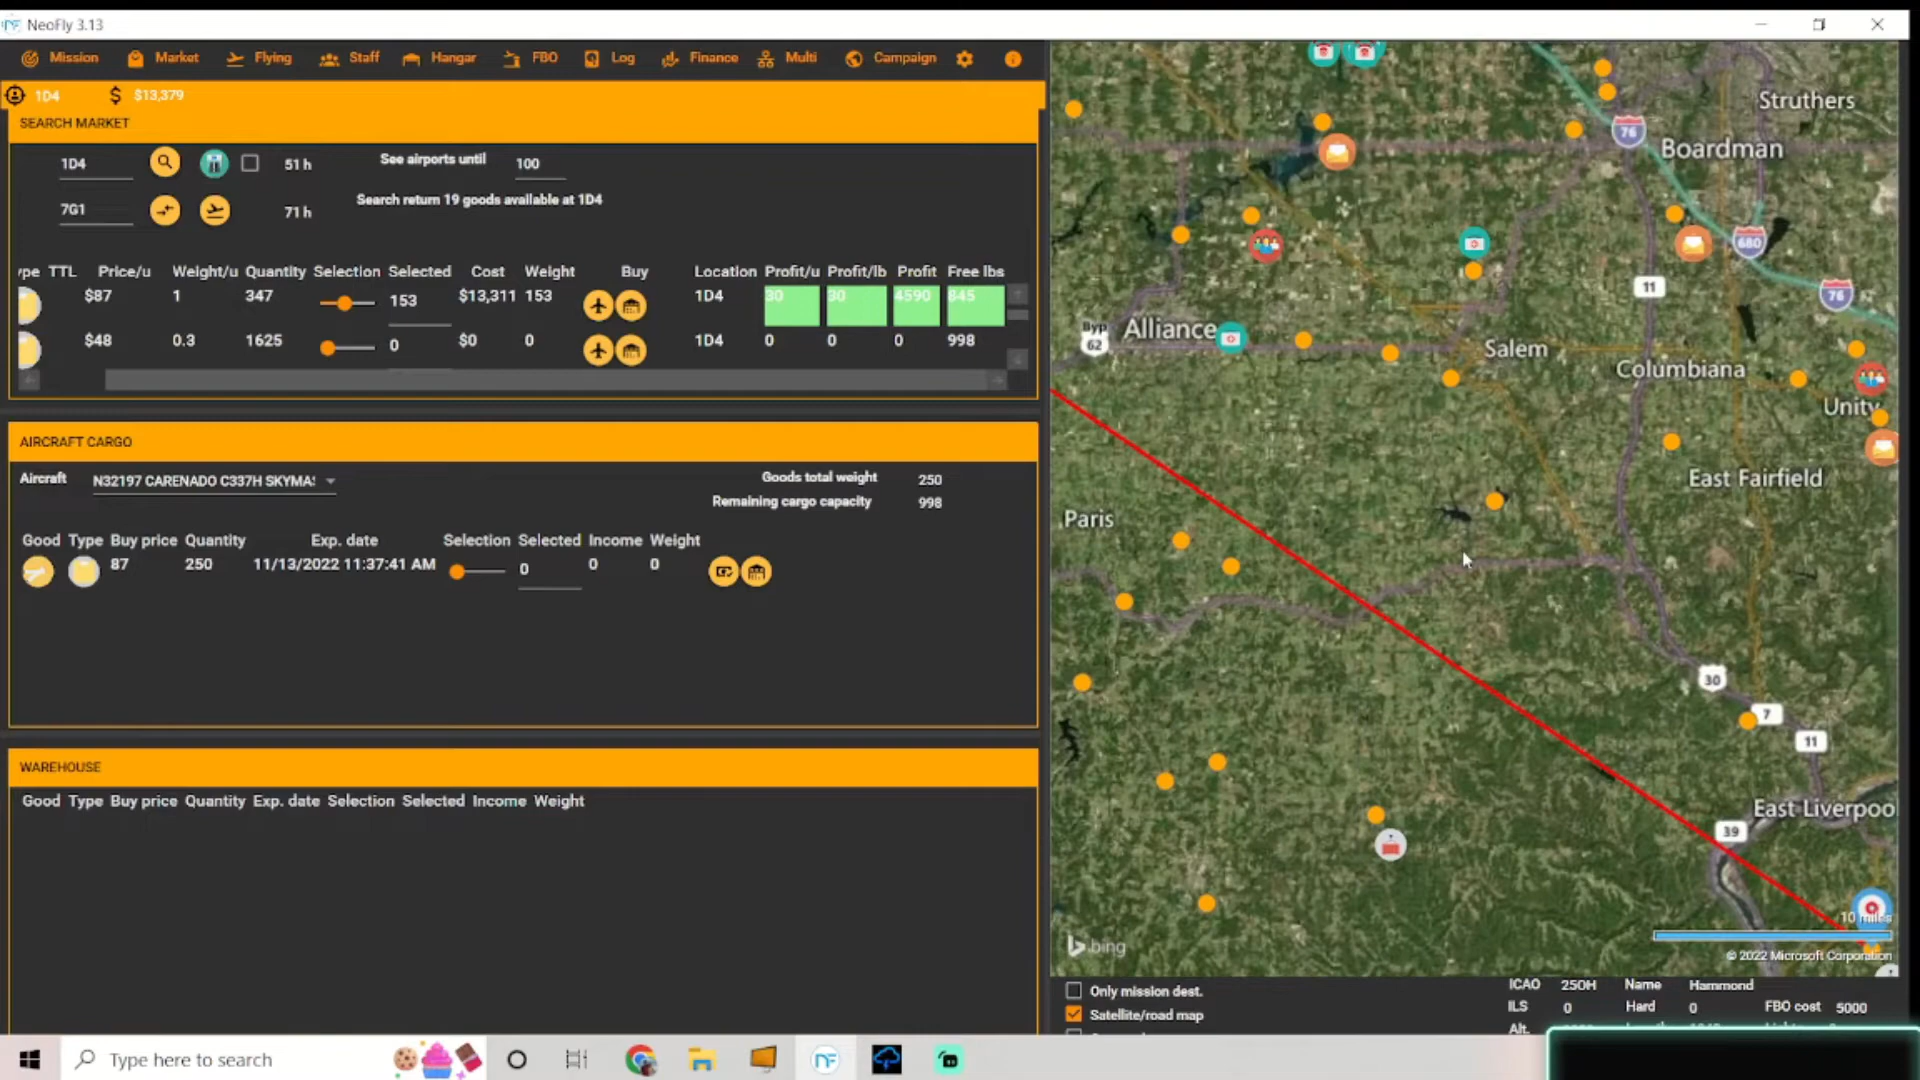 NeoFly 3.13
Mission Market Flying Staff Hangar FBO Log Finance Multi Campaign
1D4 $ $13,379
SEARCH MARKET
1D4 51 h See airports until 100
7G1 71 h Search return 19 goods available at 1D4
ype TTL Price/u Weight/u Quantity Selection Selected Cost Weight Buy Location Profit/u Profit/lb Profit Free lbs
$87 1 347 153 $13,311 153 1D4 30 30 4590 845
$48 0.3 1625 0 $0 0 1D4 0 0 0 998
AIRCRAFT CARGO
Aircraft N32197 CARENADO C337H SKYMA: Goods total weight 250
Remaining cargo capacity 998
Good Type Buy price Quantity Exp. date Selection Selected Income Weight
87 250 11/13/2022 11:37:41 AM 0 0 0
WAREHOUSE
Good Type Buy price Quantity Exp. date Selection Selected Income Weight
Struthers
76
Boardman
680
11
76
Byp
62
Alliance
Salem
Columbiana
Unity
East Fairfield
Paris
30
7
11
East Liverpoo
39
10 miles
bing
© 2022 Microsoft Corporation
Only mission dest.
Satellite/road map
ICAO 25OH Name Hammond
ILS 0 Hard 0 FBO cost 5000
Alt.
Type here to search